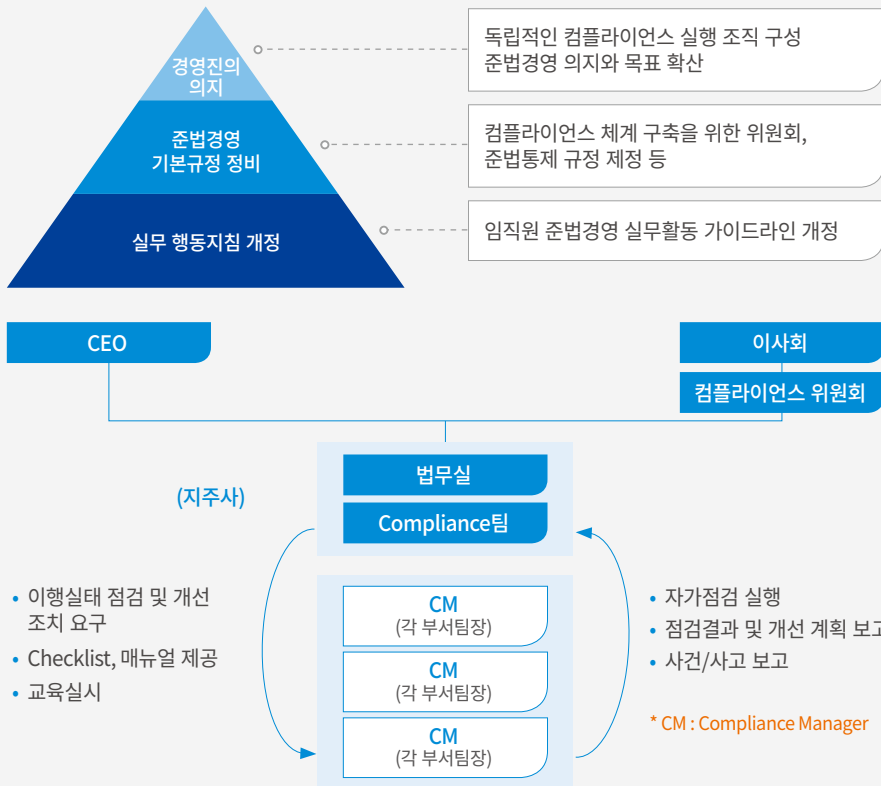 경영진의
의지
독립적인 컴플라이언스 실행 조직 구성
준법경영 의지와 목표 확산
준법경영
기본규정 정비
컴플라이언스 체계 구축을 위한 위원회,
준법통제 규정 제정 등
실무 행동지침 개정
임직원 준법경영 실무활동 가이드라인 개정
CEO
이사회
컴플라이언스 위원회
(지주사)
법무실
Compliance팀
• 이행실태 점검 및 개선
조치 요구
• Checklist, 매뉴얼 제공
• 교육실시
CM
(각 부서팀장)
CM
(각 부서팀장)
CM
(각 부서팀장)
• 자가점검 실행
• 점검결과 및 개선 계획 보고
• 사건/사고 보고
* CM : Compliance Manager